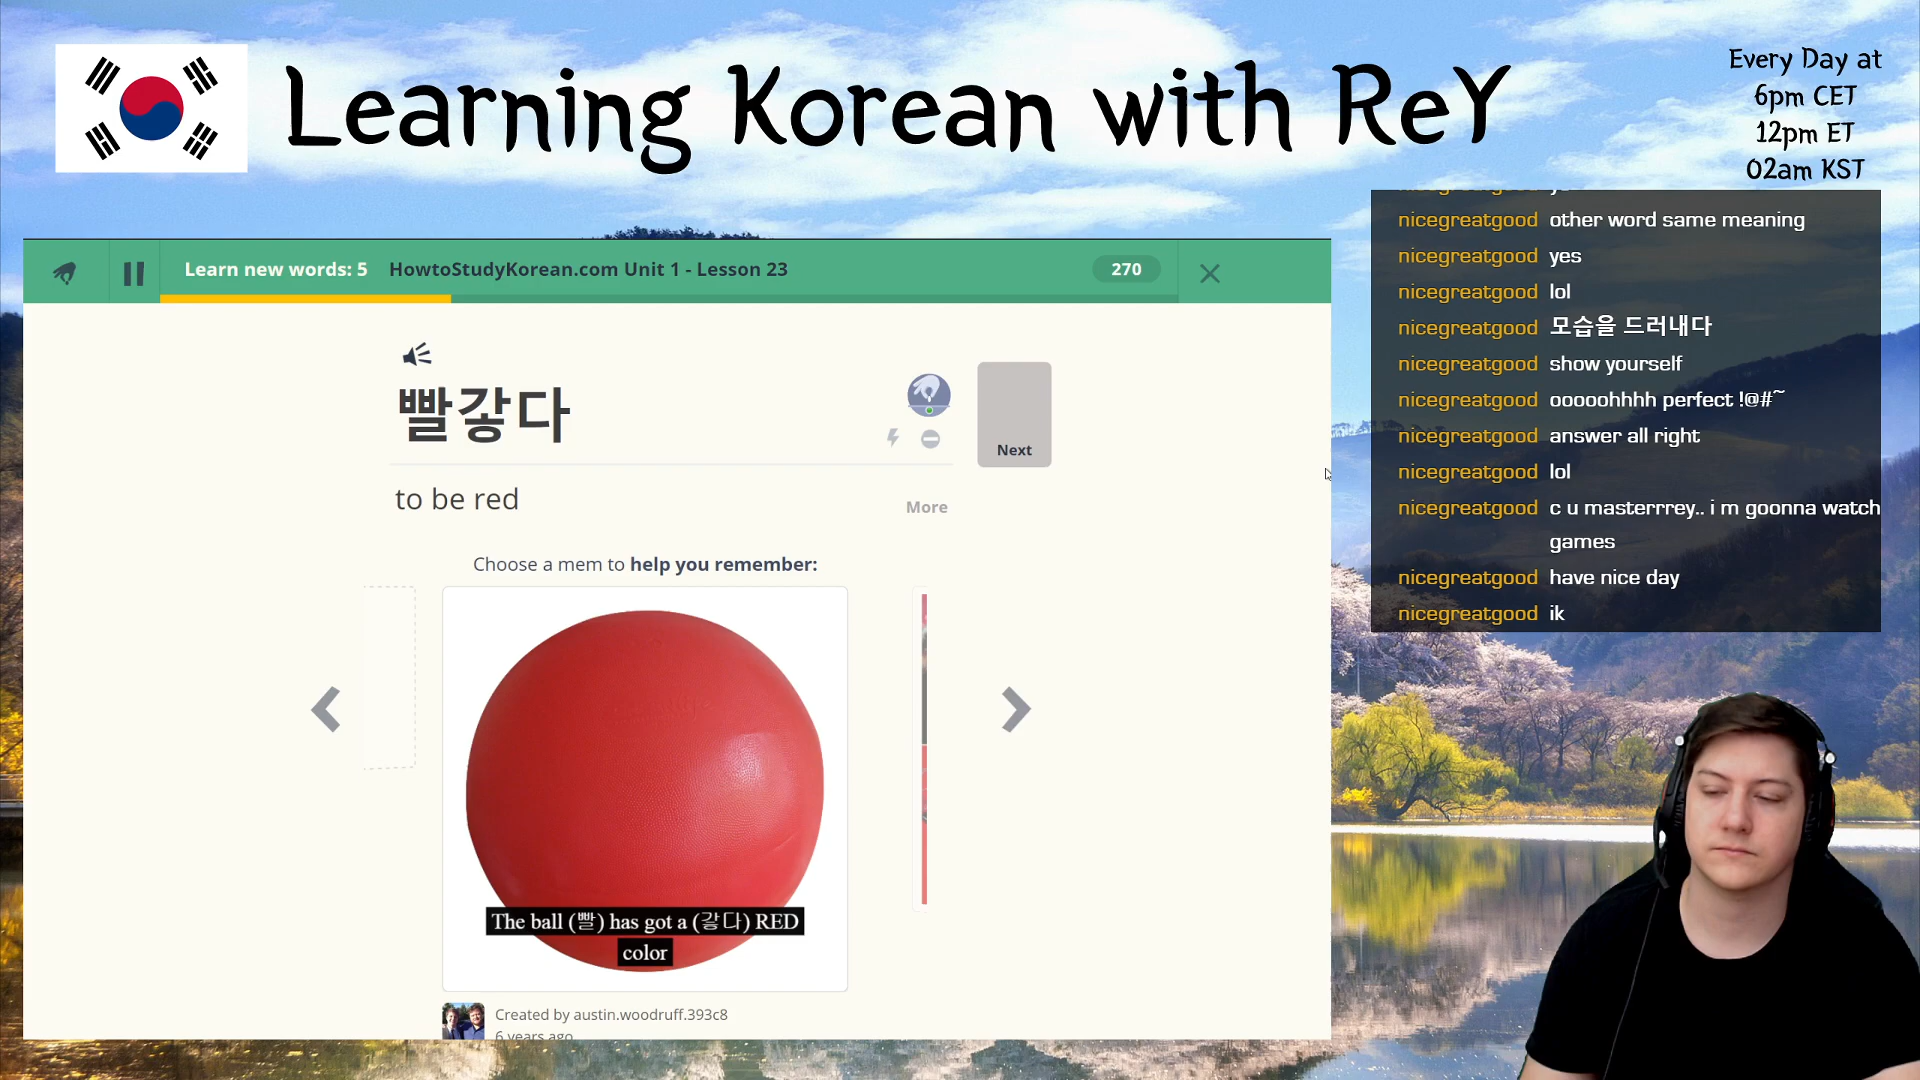 Learning Korean with ReY
Every Day at
6pm CET
12pm ET
02am KST
Learn new words: 5 HowtoStudyKorean.com Unit 1 - Lesson 23
270
빨갛다
Next
to be red
More
Choose a mem to help you remember:
The ball (빨) has got a (갛다) RED
color
Created by austin.woodruff.393c8
6 years ago
nicegreatgood other word same meaning
nicegreatgood yes
nicegreatgood lol
nicegreatgood 모습을 드러내다
nicegreatgood show yourself
nicegreatgood ooooohhhh perfect !@#~
nicegreatgood answer all right
nicegreatgood lol
nicegreatgood c u masterrrey.. i m goonna watch
games
nicegreatgood have nice day
nicegreatgood ik